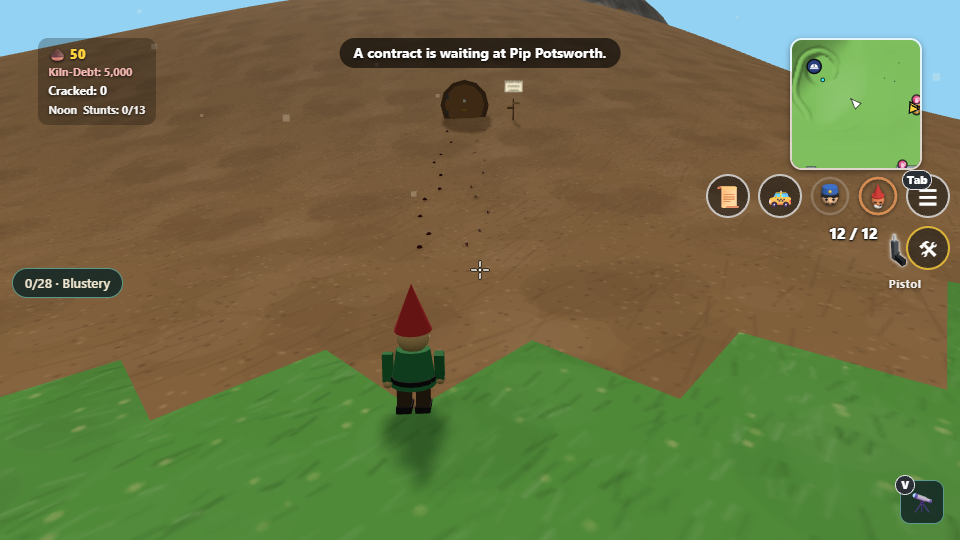 50
Kiln-Debt: 5,000
Cracked: 0
Noon Stunts: 0/13
A contract is waiting at Pip Potsworth.
Tab
12 / 12
Pistol
0/28 · Blustery
V